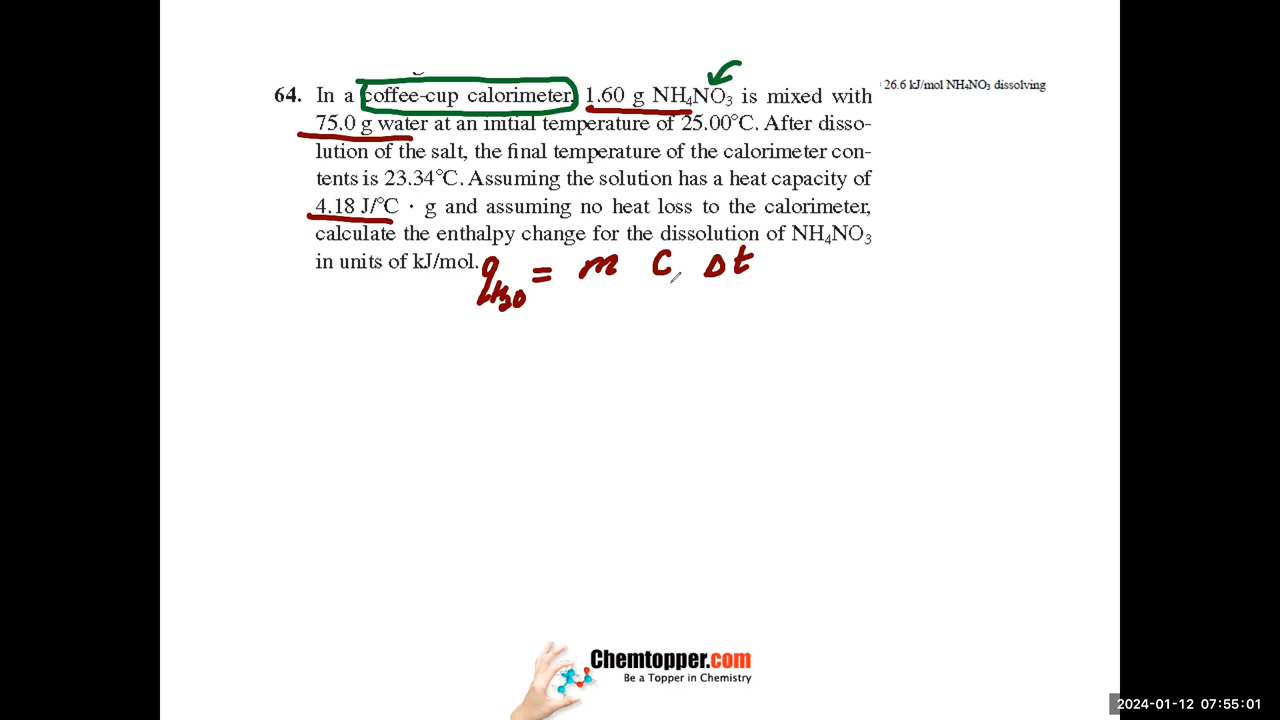 64. In a coffee-cup calorimeter, 1.60 g NH₄NO₃ is mixed with
: 26.6 kJ/mol NH₄NO₃ dissolving
75.0 g water at an initial temperature of 25.00°C. After disso-
lution of the salt, the final temperature of the calorimeter con-
tents is 23.34°C. Assuming the solution has a heat capacity of
4.18 J/°C · g and assuming no heat loss to the calorimeter,
calculate the enthalpy change for the dissolution of NH₄NO₃
in units of kJ/mol.
q H₂O = m C Δt
Chemtopper.com
Be a Topper in Chemistry
2024-01-12 07:55:01